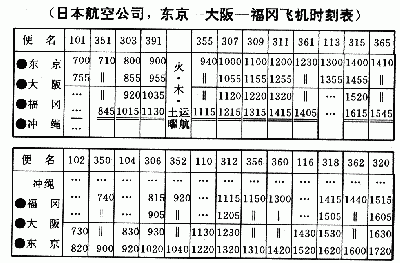 （日本航空公司，东京—大阪—福冈飞机时刻表）
便 名 101 351 303 391 355 307 309 311 361 113 315 365
●东 京 700 710 800 900 火 940 1000 1100 1200 1230 1300 1400 1410
●大 阪 755 ‖ 855 955 · ‖ 1055 1155 1255 ‖ 1355 1455 ‖
… ‖ 920 1035 木 ‖ 1120 1220 1320 ‖ … 1520 ‖
●福 冈 … 845 1015 1130 土运 1115 1215 1315 1415 1405 … 1615 1545
●冲 绳 … 曜航
便 名 102 350 104 306 352 110 312 356 360 116 318 362 320
冲绳 … … … … … … … … … … … … …
●福 冈 … 740 … 815 920 … 1115 1150 1300 … 1415 1440 1515
●大 阪 … ‖ … 905 ‖ … 1205 ‖ ‖ … 1505 ‖ 1605
730 ‖ 830 930 ‖ 1130 1230 ‖ ‖ 1430 1530 ‖ 1630
●东 京 820 900 920 1020 1040 1220 1320 1310 1420 1520 1620 1600 1720